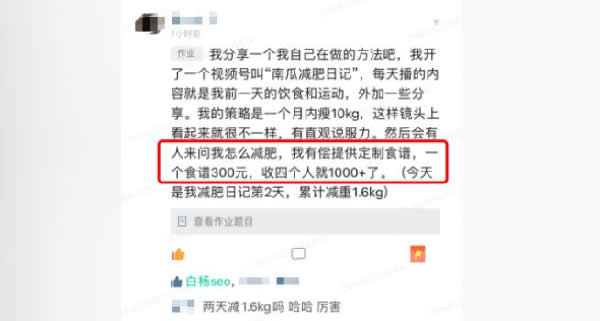 1小时前
作业 我分享一个我自己在做的方法吧，我开
了一个视频号叫“南瓜减肥日记”，每天播的内
容就是我前一天的饮食和运动，外加一些分
享。我的策略是一个月内瘦10kg，这样镜头上
看起来就很不一样，有直观说服力。然后会有
人来问我怎么减肥，我有偿提供定制食谱，一
个食谱300元，收四个人就1000+了。（今天
是我减肥日记第2天，累计减重1.6kg）
查看作业题目
白杨seo，
两天减1.6kg吗 哈哈 厉害